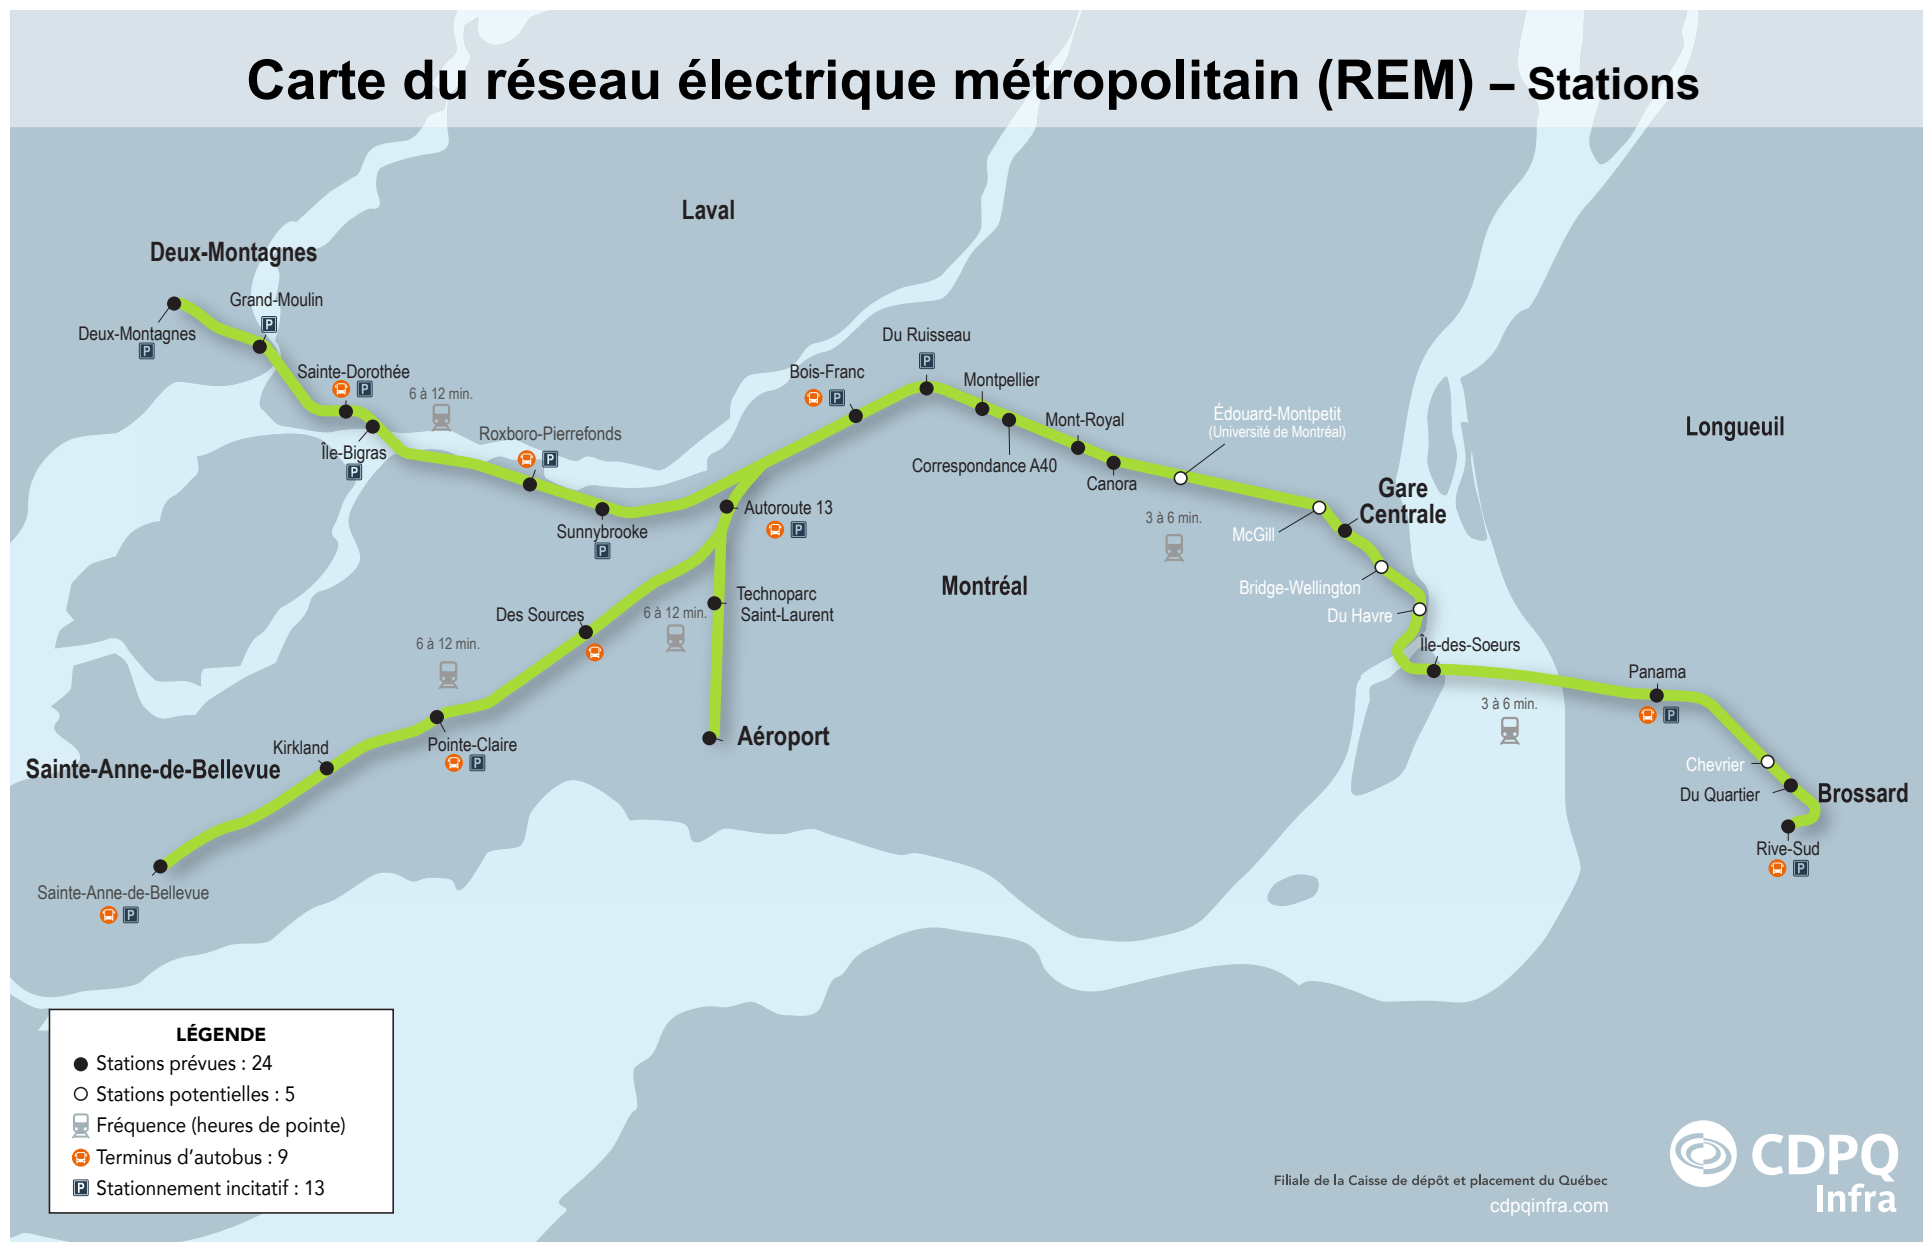 Carte du réseau électrique métropolitain (REM) – Stations
Laval
Deux-Montagnes
Grand-Moulin
P
Deux-Montagnes
P
Sainte-Dorothée
P
Île-Bigras
P
6 à 12 min.
Roxboro-Pierrefonds
P
Sunnybrooke
P
Bois-Franc
P
Du Ruisseau
P
Montpellier
Correspondance A40
Mont-Royal
Canora
Édouard-Montpetit
(Université de Montréal)
Longueuil
Autoroute 13
P
3 à 6 min.
McGill
Gare
Centrale
Bridge-Wellington
Du Havre
Montréal
Technoparc
Saint-Laurent
6 à 12 min.
Des Sources
6 à 12 min.
Île-des-Soeurs
Panama
P
3 à 6 min.
Aéroport
Pointe-Claire
P
Kirkland
Sainte-Anne-de-Bellevue
Chevrier
Du Quartier
Brossard
Rive-Sud
P
Sainte-Anne-de-Bellevue
P
LÉGENDE
Stations prévues : 24
Stations potentielles : 5
Fréquence (heures de pointe)
Terminus d'autobus : 9
P Stationnement incitatif : 13
Filiale de la Caisse de dépôt et placement du Québec
cdpqinfra.com
CDPQ
Infra